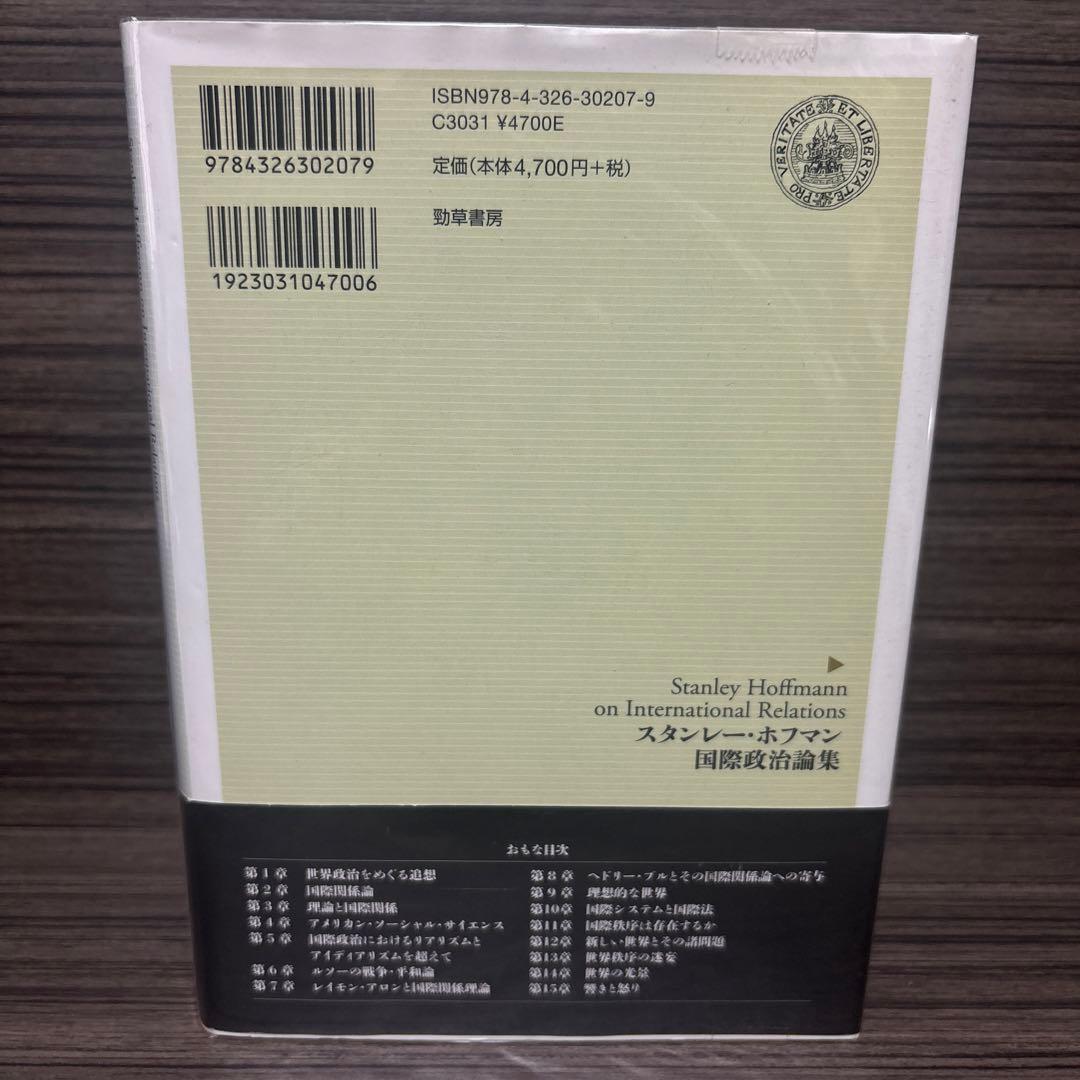 ISBN978-4-326-30207-9
C3031 ¥4700E
9784326302079
定価(本体4,700円+税)
勁草書房
1923031047006
PRO VERITATE ET LIBERTATE
Stanley Hoffmann
on International Relations
スタンレー・ホフマン
国際政治論集
おもな目次
第1章 世界政治をめぐる追想
第2章 国際関係論
第3章 理論と国際関係
第4章 アメリカン・ソーシャル・サイエンス
第5章 国際政治におけるリアリズムと
アイディアリズムを超えて
第6章 ルソーの戦争・平和論
第7章 レイモン・アロンと国際関係理論
第8章 ヘドリー・ブルとその国際関係論への寄与
第9章 理想的な世界
第10章 国際システムと国際法
第11章 国際秩序は存在するか
第12章 新しい世界とその諸問題
第13章 世界秩序の迷妄
第14章 世界の光景
第15章 響きと怒り
International Relations